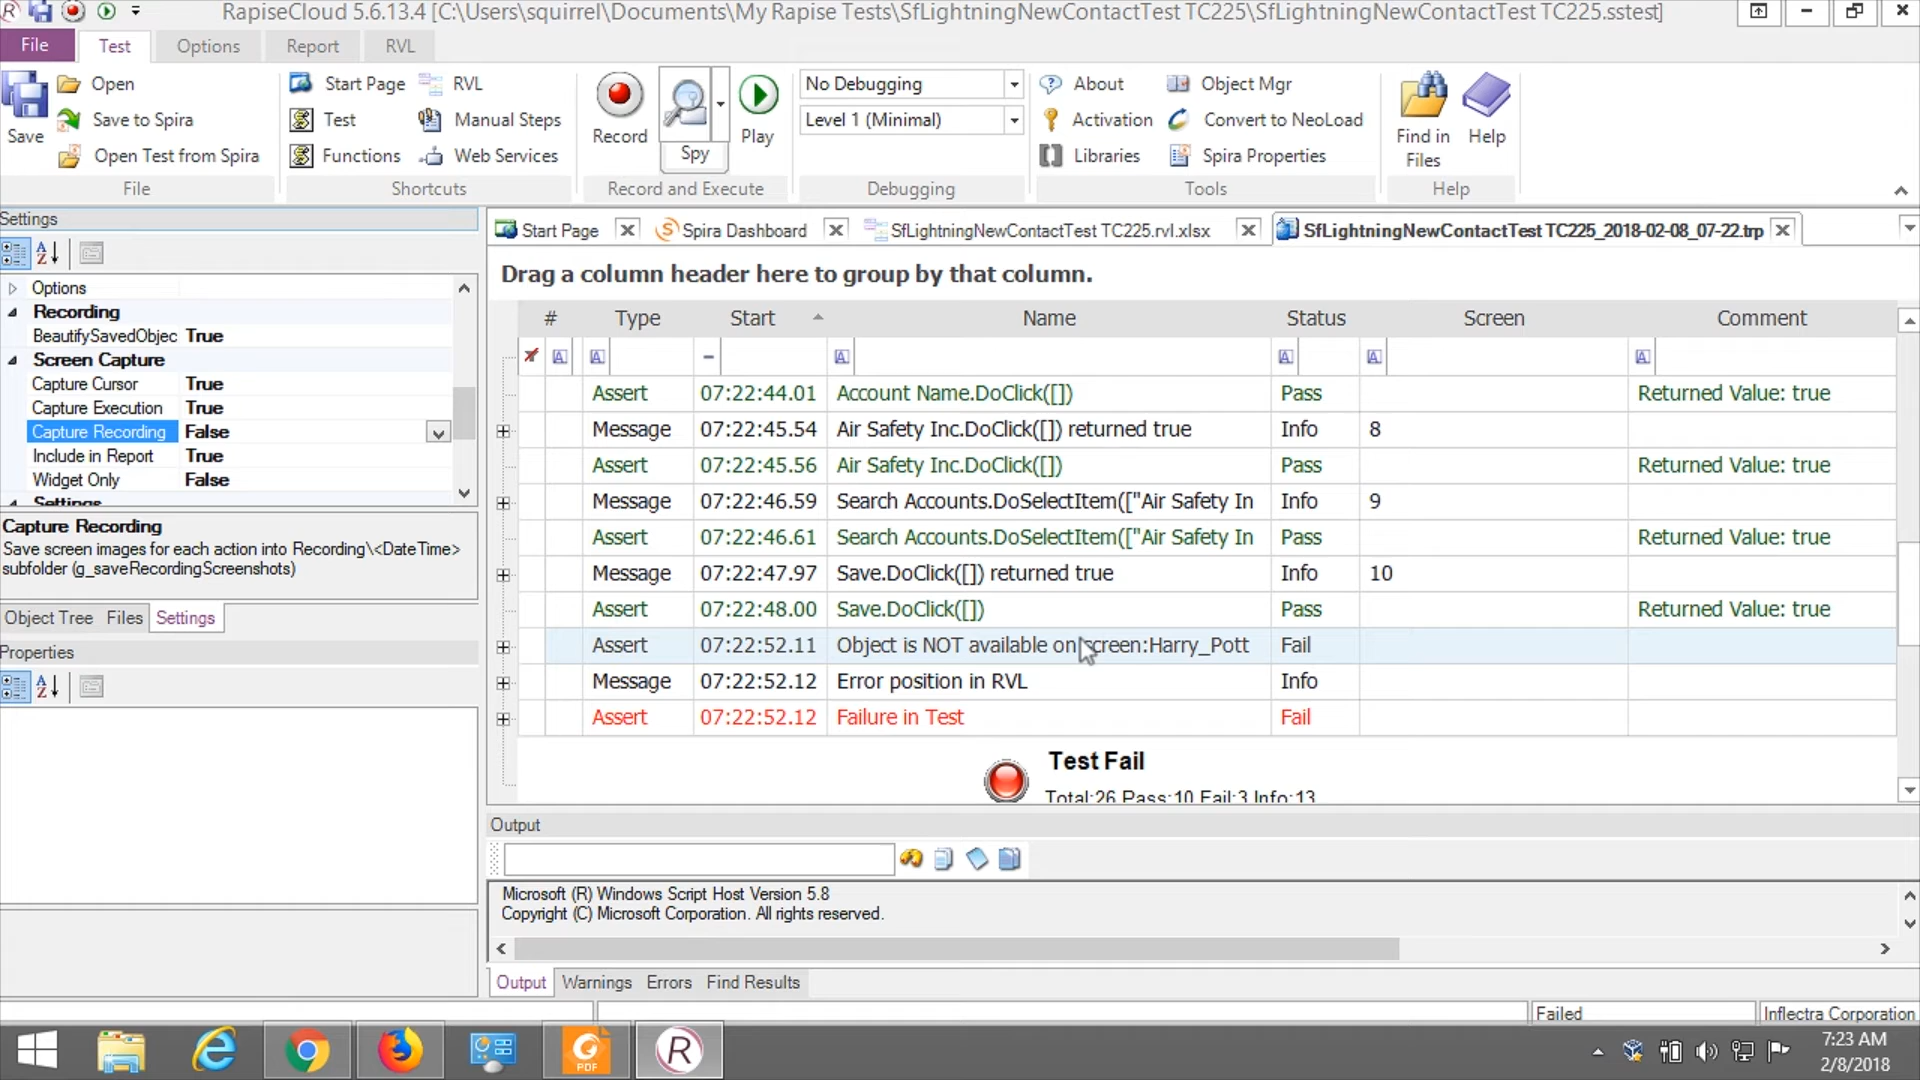 RapiseCloud 5.6.13.4 [C:\Users\squirrel\Documents\My Rapise Tests\SfLightningNewContactTest TC225\SfLightningNewContactTest TC225.sstest]
File Test Options Report RVL
Save
Open
Save to Spira
Open Test from Spira
File
Start Page RVL
Test Manual Steps
Functions Web Services
Shortcuts
Record Spy Play
Record and Execute
No Debugging
Level 1 (Minimal)
Debugging
About Object Mgr
Activation Convert to NeoLoad
Libraries Spira Properties
Tools
Find in Files
Help
Help
Settings
Options
Recording
BeautifySavedObjec True
Screen Capture
Capture Cursor True
Capture Execution True
Capture Recording False
Include in Report True
Widget Only False
Settings
Capture Recording
Save screen images for each action into Recording\<DateTime>
subfolder (g_saveRecordingScreenshots)
Object Tree Files Settings
Properties
Start Page Spira Dashboard SfLightningNewContactTest TC225.rvl.xlsx SfLightningNewContactTest TC225_2018-02-08_07-22.trp
Drag a column header here to group by that column.
# Type Start Name Status Screen Comment
Assert 07:22:44.01 Account Name.DoClick([]) Pass Returned Value: true
Message 07:22:45.54 Air Safety Inc.DoClick([]) returned true Info 8
Assert 07:22:45.56 Air Safety Inc.DoClick([]) Pass Returned Value: true
Message 07:22:46.59 Search Accounts.DoSelectItem(["Air Safety In Info 9
Assert 07:22:46.61 Search Accounts.DoSelectItem(["Air Safety In Pass Returned Value: true
Message 07:22:47.97 Save.DoClick([]) returned true Info 10
Assert 07:22:48.00 Save.DoClick([]) Pass Returned Value: true
Assert 07:22:52.11 Object is NOT available on screen:Harry_Pott Fail
Message 07:22:52.12 Error position in RVL Info
Assert 07:22:52.12 Failure in Test Fail
Test Fail
Total:26 Pass:10 Fail:3 Info:13
Output
Microsoft (R) Windows Script Host Version 5.8
Copyright (C) Microsoft Corporation. All rights reserved.
Output Warnings Errors Find Results
Failed Inflectra Corporation
7:23 AM
2/8/2018